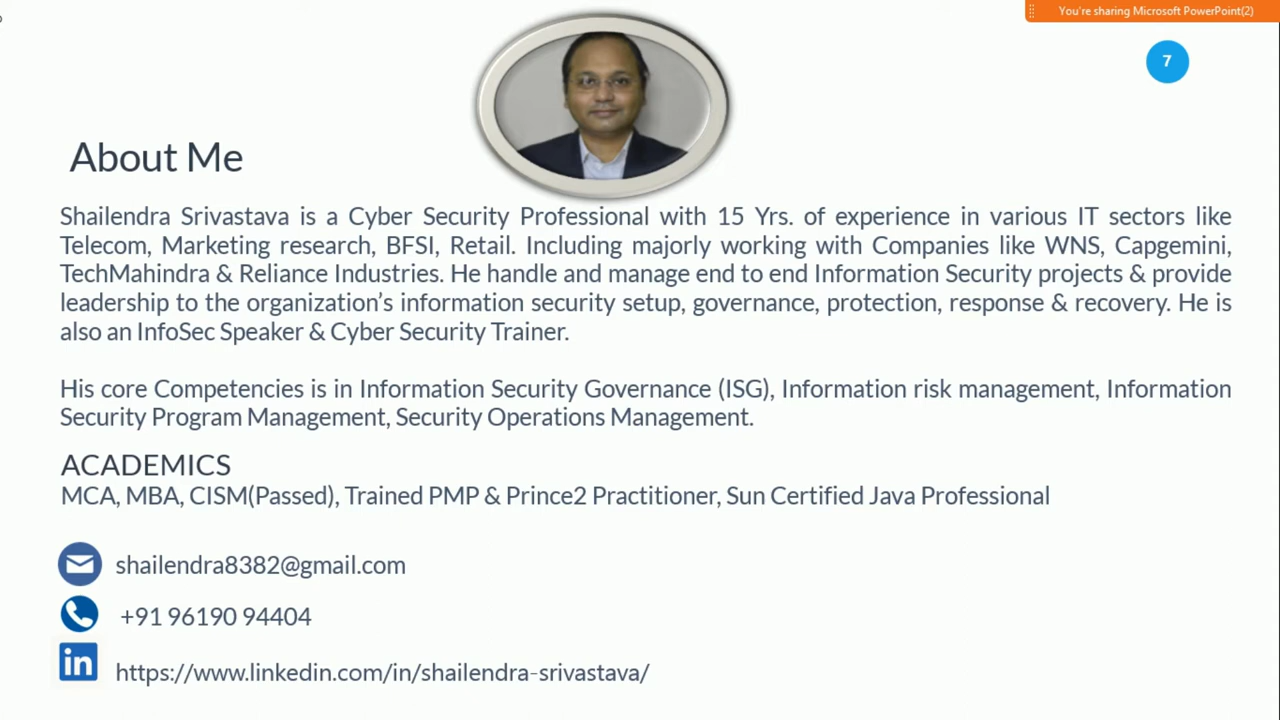 You're sharing Microsoft PowerPoint(2)
7
About Me
Shailendra Srivastava is a Cyber Security Professional with 15 Yrs. of experience in various IT sectors like
Telecom, Marketing research, BFSI, Retail. Including majorly working with Companies like WNS, Capgemini,
TechMahindra & Reliance Industries. He handle and manage end to end Information Security projects & provide
leadership to the organization’s information security setup, governance, protection, response & recovery. He is
also an InfoSec Speaker & Cyber Security Trainer.
His core Competencies is in Information Security Governance (ISG), Information risk management, Information
Security Program Management, Security Operations Management.
ACADEMICS
MCA, MBA, CISM(Passed), Trained PMP & Prince2 Practitioner, Sun Certified Java Professional
shailendra8382@gmail.com
+91 96190 94404
in
https://www.linkedin.com/in/shailendra-srivastava/